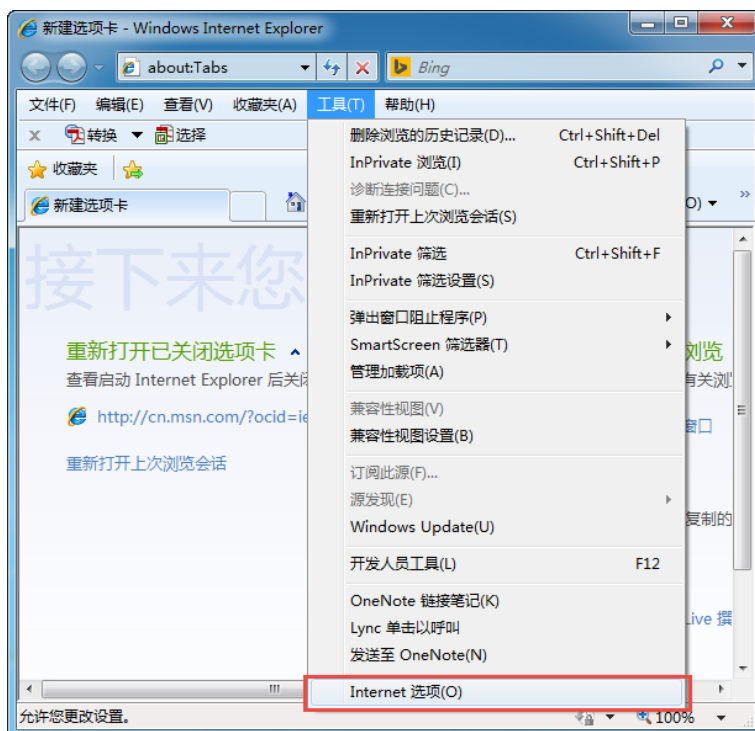 新建选项卡 - Windows Internet Explorer
about:Tabs
Bing
文件(F) 编辑(E) 查看(V) 收藏夹(A) 工具(T) 帮助(H)
x 转换 选择
收藏夹
新建选项卡
O)
»
接下来您
重新打开已关闭选项卡
查看启动 Internet Explorer 后关闭
http://cn.msn.com/?ocid=ie
重新打开上次浏览会话
删除浏览的历史记录(D)... Ctrl+Shift+Del
InPrivate 浏览(I) Ctrl+Shift+P
诊断连接问题(C)...
重新打开上次浏览会话(S)
InPrivate 筛选 Ctrl+Shift+F
InPrivate 筛选设置(S)
弹出窗口阻止程序(P)
SmartScreen 筛选器(T)
管理加载项(A)
兼容性视图(V)
兼容性视图设置(B)
订阅此源(F)...
源发现(E)
Windows Update(U)
开发人员工具(L) F12
OneNote 链接笔记(K)
Lync 单击以呼叫
发送至 OneNote(N)
Internet 选项(O)
浏览
有关浏
窗口
复制的
Live 撰
允许您更改设置。
100%